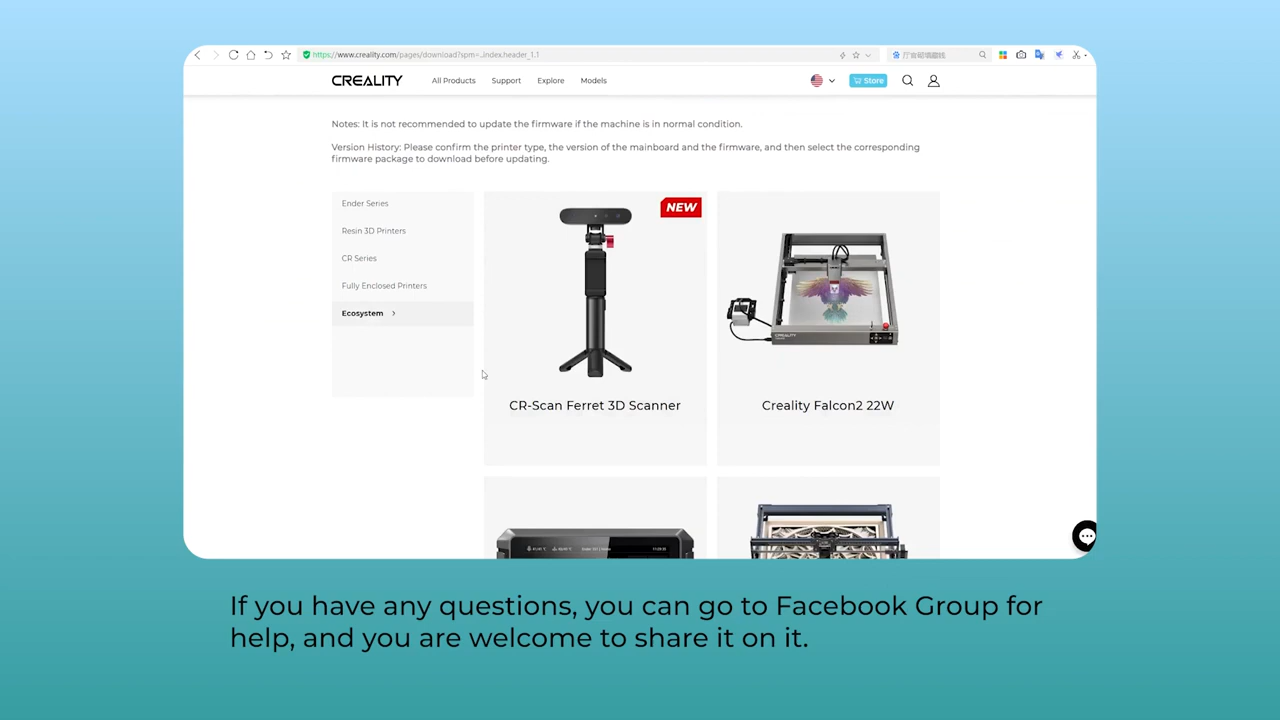 https://www.creality.com/pages/download?spm=..index.header_1.1
CREALITY
All Products
Support
Explore
Models
Store
Notes: It is not recommended to update the firmware if the machine is in normal condition.
Version History: Please confirm the printer type, the version of the mainboard and the firmware, and then select the corresponding
firmware package to download before updating.
Ender Series
Resin 3D Printers
CR Series
Fully Enclosed Printers
Ecosystem
NEW
CR-Scan Ferret 3D Scanner
CREALITY
Creality Falcon2 22W
If you have any questions, you can go to Facebook Group for
help, and you are welcome to share it on it.